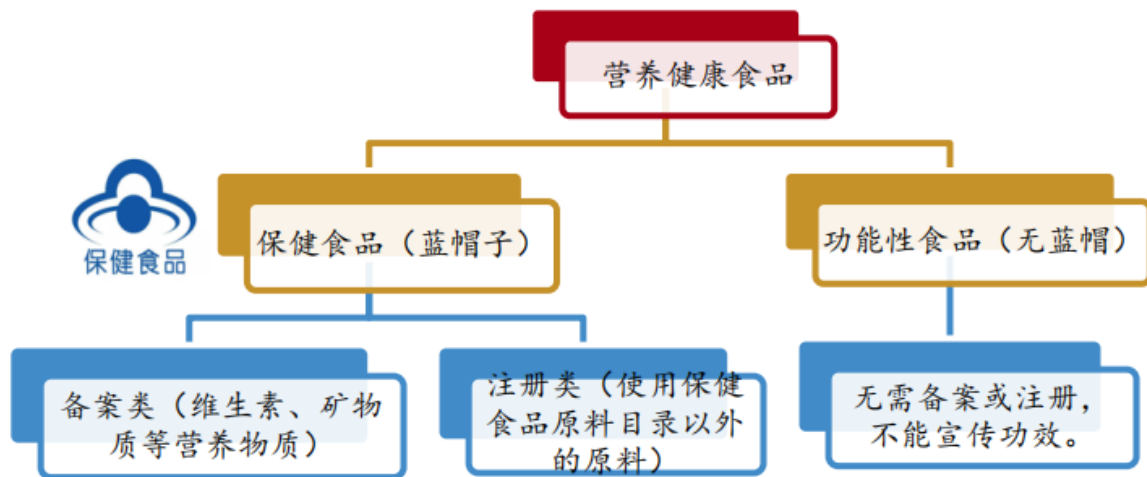 营养健康食品
保健食品
保健食品（蓝帽子）
功能性食品（无蓝帽）
备案类（维生素、矿物
质等营养物质）
注册类（使用保健
食品原料目录以外
的原料）
无需备案或注册，
不能宣传功效。